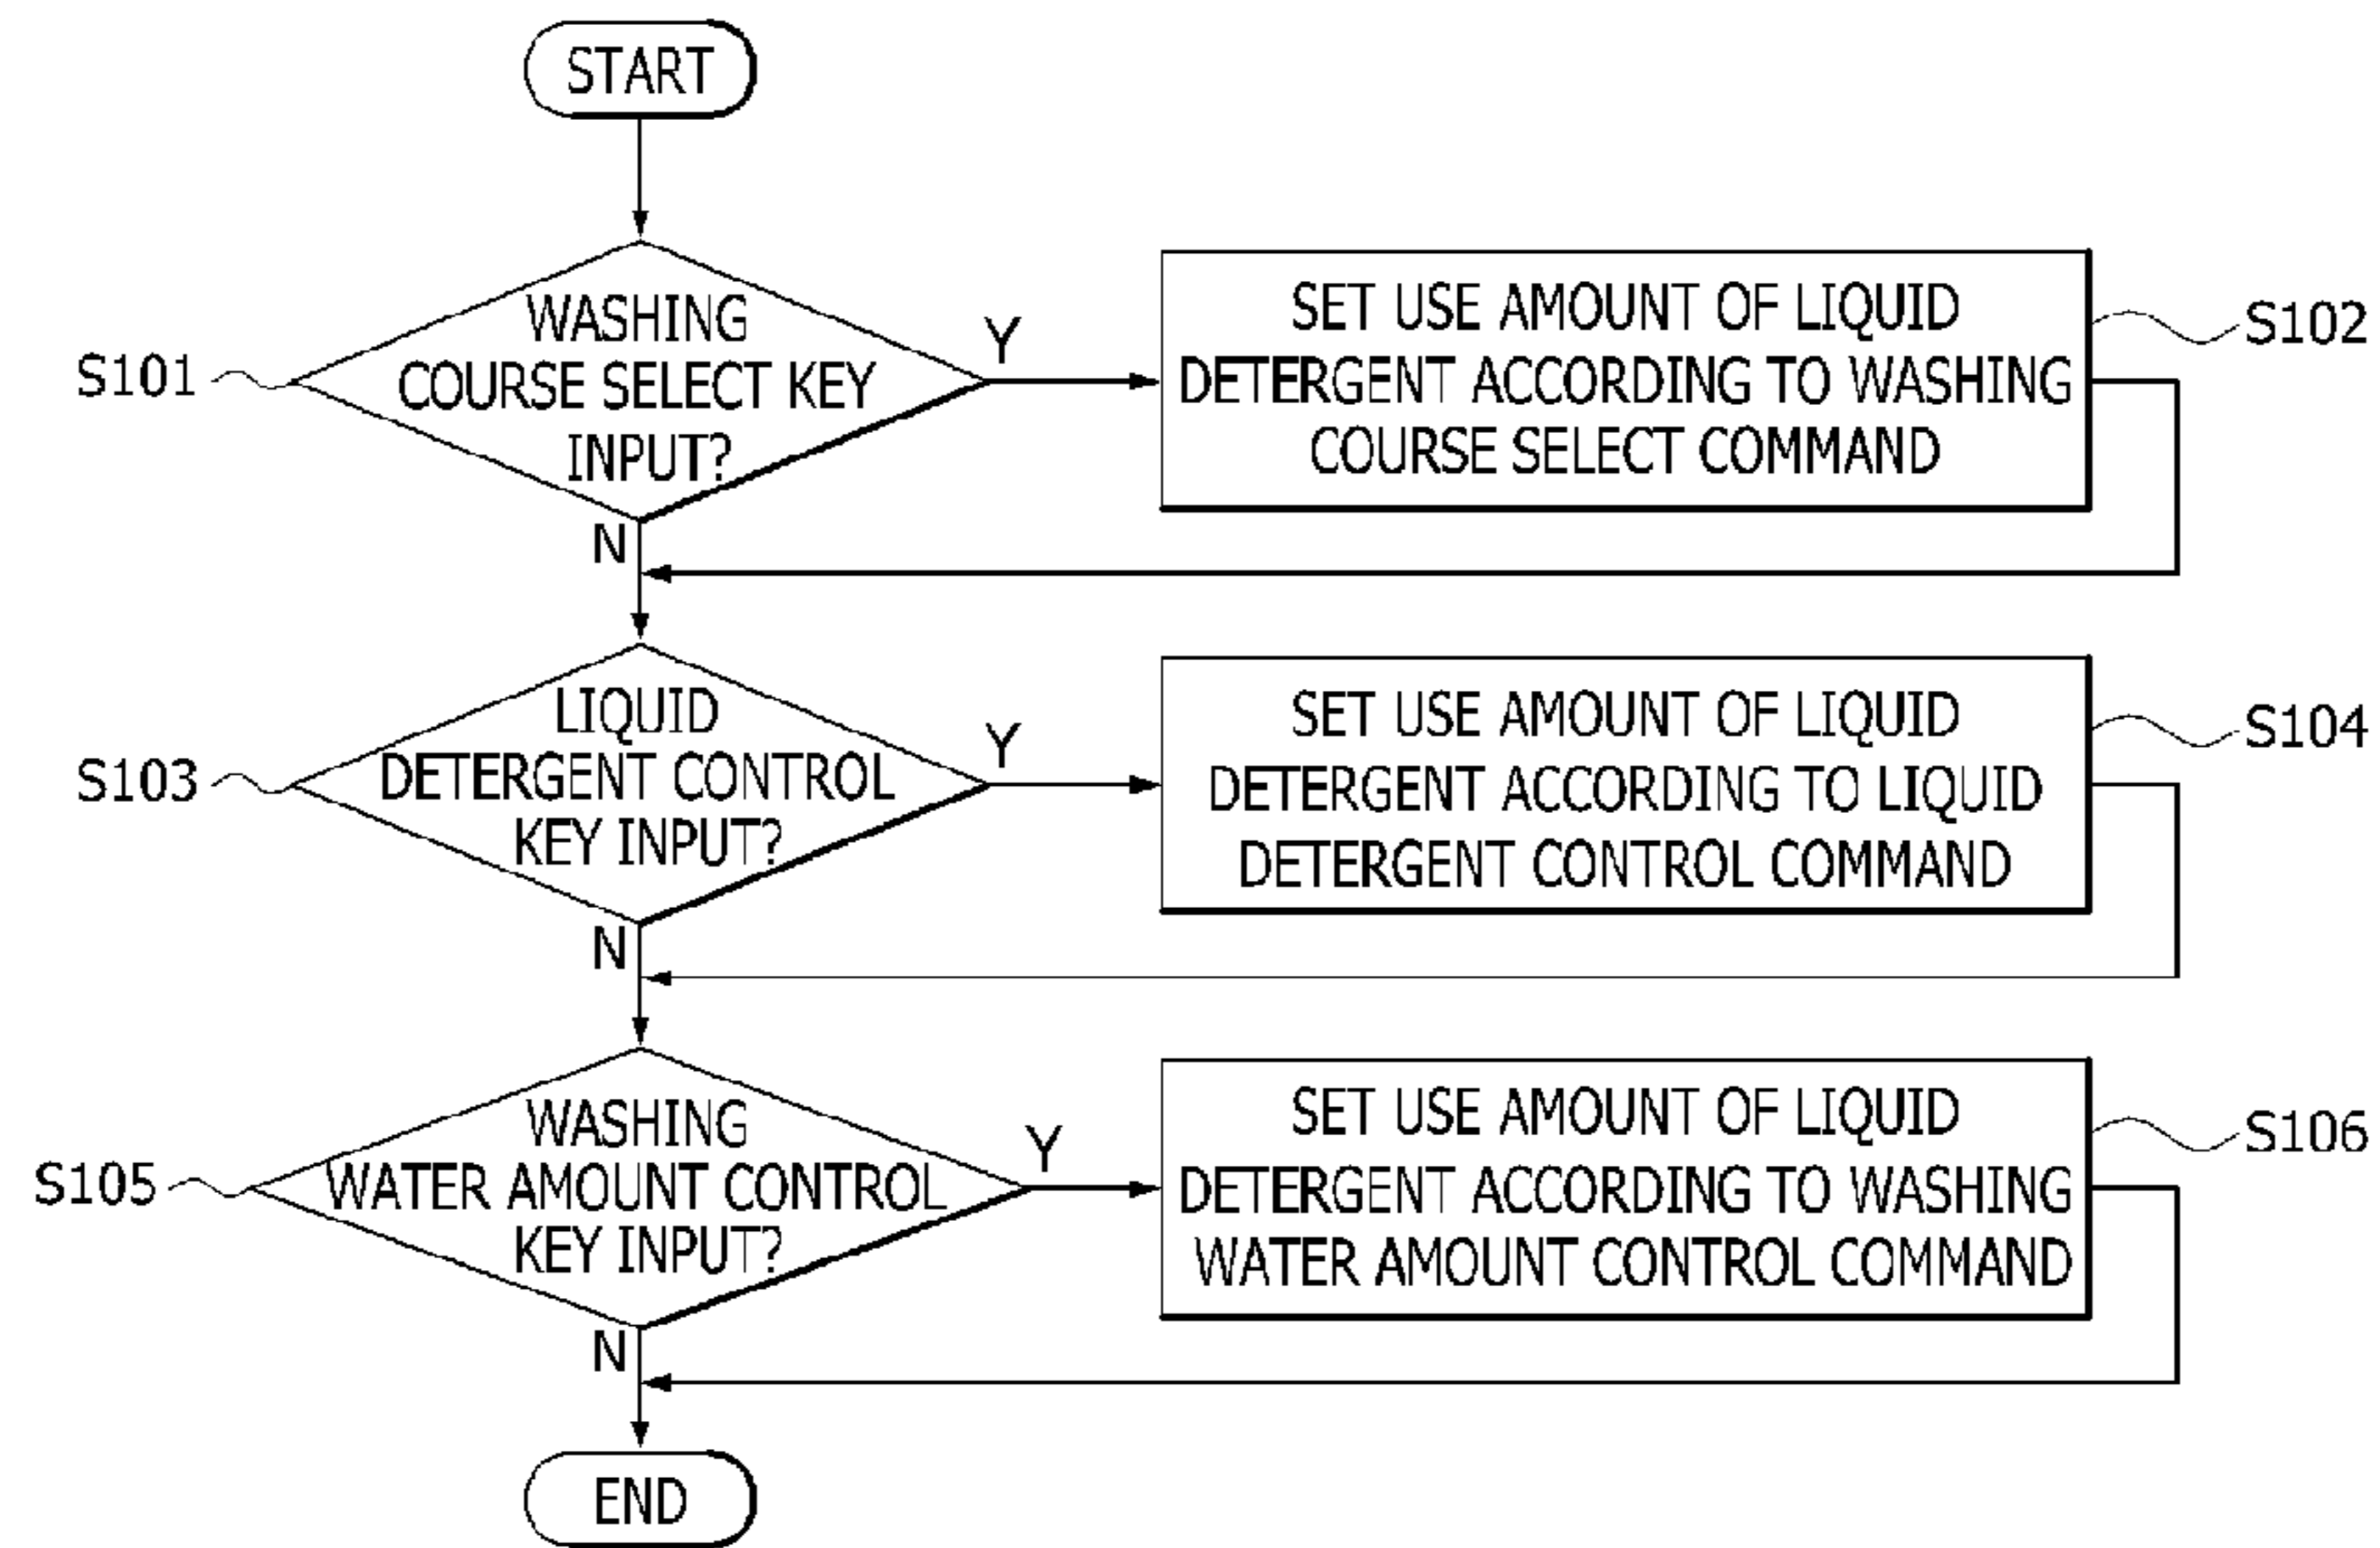 START
WASHING
COURSE SELECT KEY
INPUT?
S101
Y
SET USE AMOUNT OF LIQUID
DETERGENT ACCORDING TO WASHING
COURSE SELECT COMMAND
S102
N
LIQUID
DETERGENT CONTROL
KEY INPUT?
S103
Y
SET USE AMOUNT OF LIQUID
DETERGENT ACCORDING TO LIQUID
DETERGENT CONTROL COMMAND
S104
N
WASHING
WATER AMOUNT CONTROL
KEY INPUT?
S105
Y
SET USE AMOUNT OF LIQUID
DETERGENT ACCORDING TO WASHING
WATER AMOUNT CONTROL COMMAND
S106
N
END